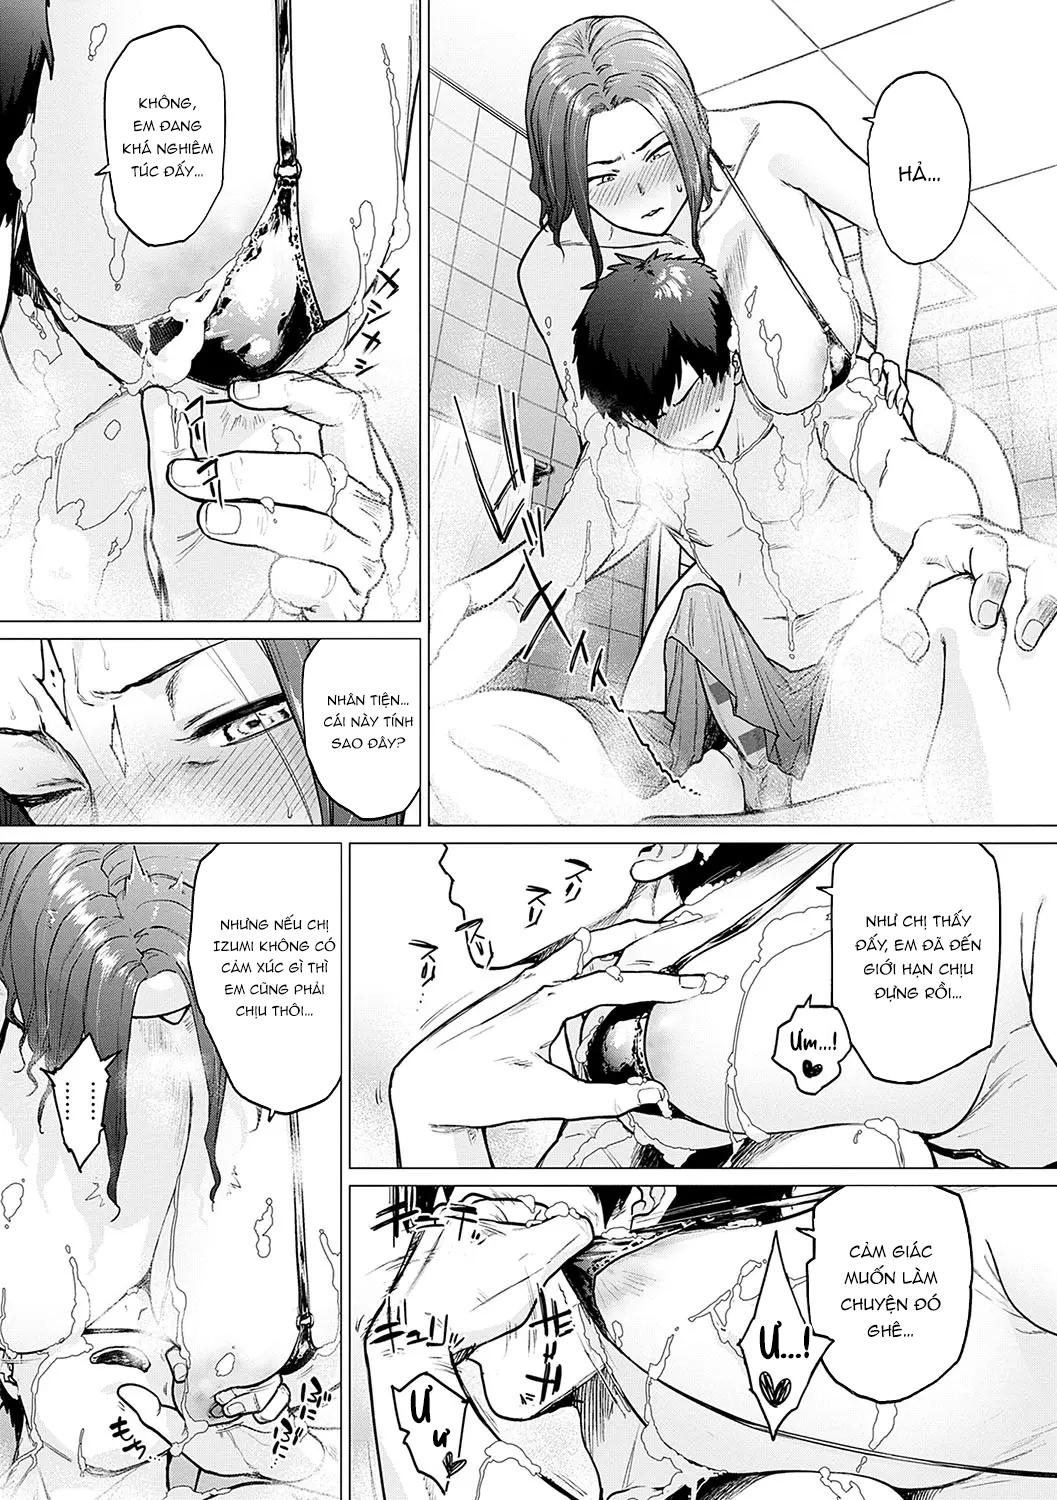 HẢ...
KHÔNG,
EM ĐANG
KHÁ NGHIÊM
TÚC ĐẤY...
NHÂN TIỆN...
CÁI NÀY TÍNH
SAO ĐÂY?
NHƯ CHỊ THẤY
ĐẤY, EM ĐÃ ĐẾN
GIỚI HẠN CHỊU
ĐỰNG RỒI...
ƯM...!
NHƯNG NẾU CHỊ
IZUMI KHÔNG CÓ
CẢM XÚC GÌ THÌ
EM CŨNG PHẢI
CHỊU THÔI...
CẢM GIÁC
MUỐN LÀM
CHUYỆN ĐÓ
GHÊ...
Ư...!
Ư
Ư